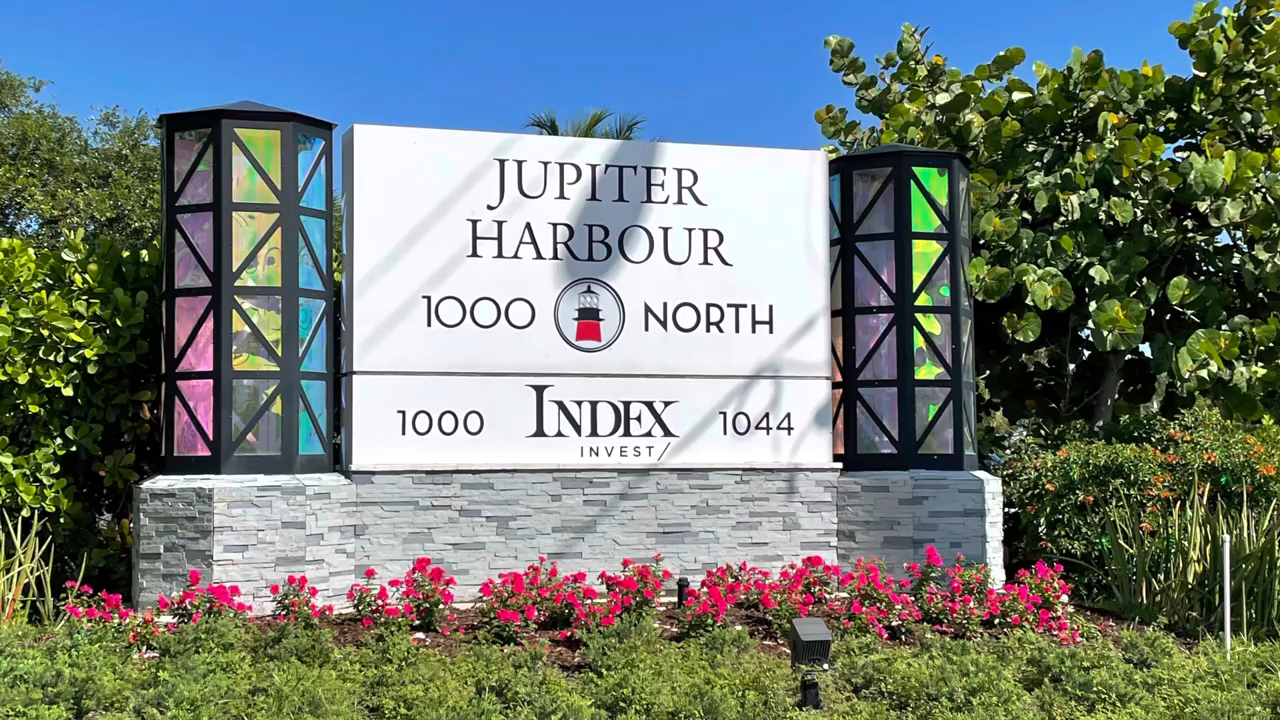 JUPITER
HARBOUR
1000 NORTH
1000 INDEX 1044
INVEST/